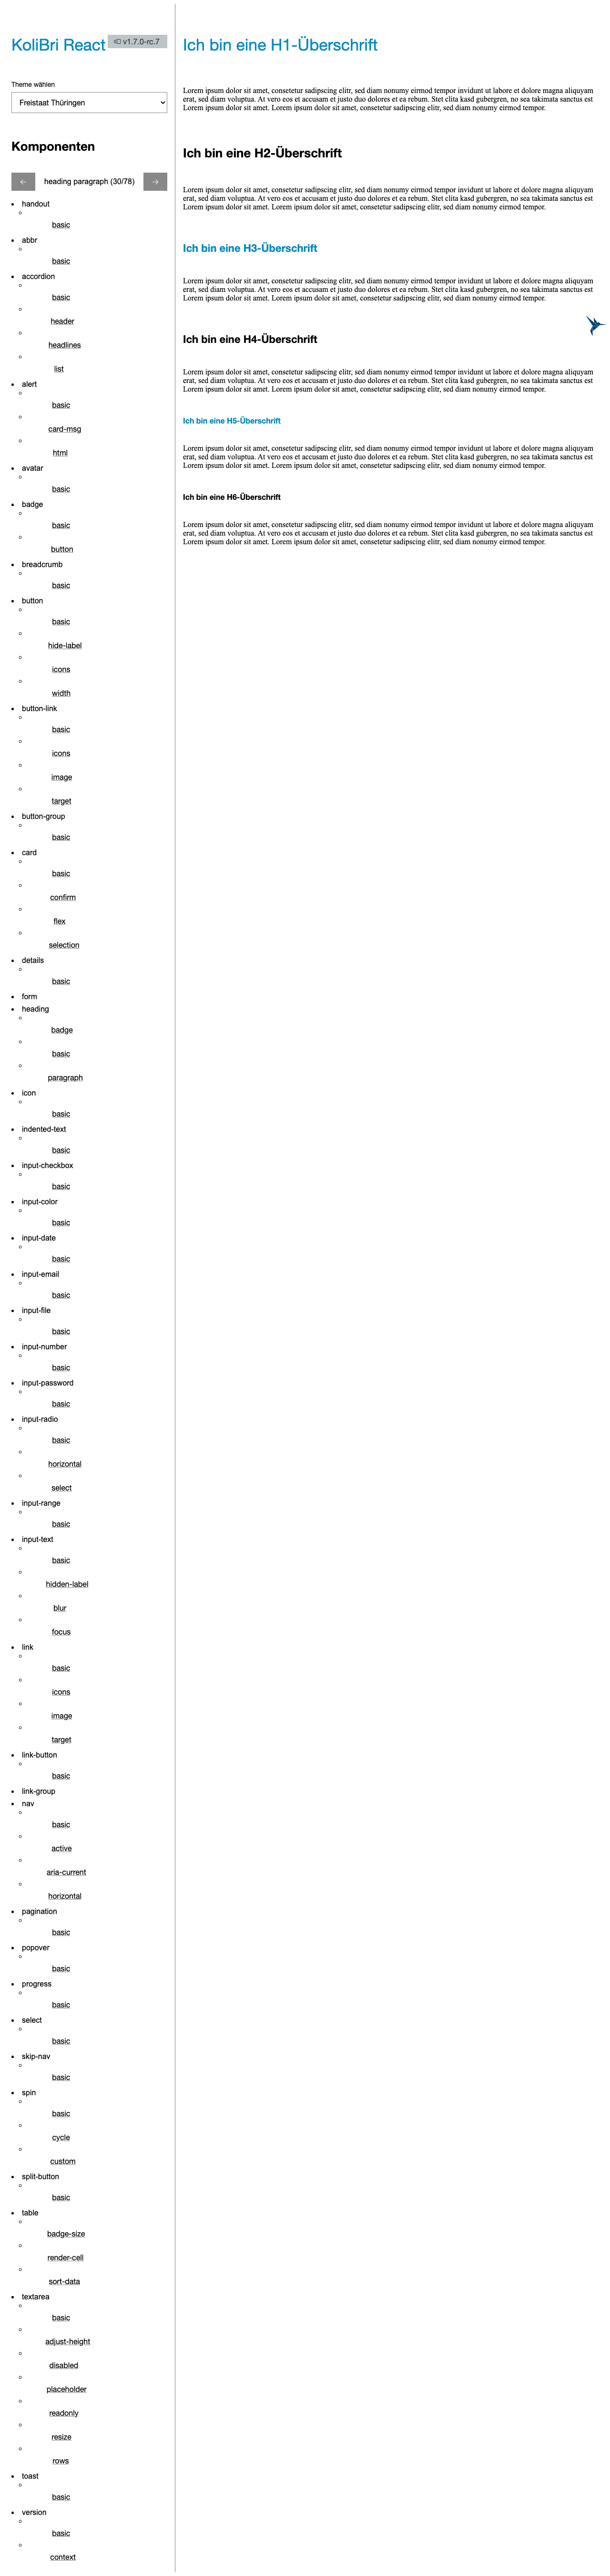 KoliBri React
v1.7.0-rc.7
Theme wählen
Freistaat Thüringen
Komponenten
heading paragraph (30/78)
handout
basic
abbr
basic
accordion
basic
header
headlines
list
alert
basic
card-msg
html
avatar
basic
badge
basic
button
breadcrumb
basic
button
basic
hide-label
icons
width
button-link
basic
icons
image
target
button-group
basic
card
basic
confirm
flex
selection
details
basic
form
heading
badge
basic
paragraph
icon
basic
indented-text
basic
input-checkbox
basic
input-color
basic
input-date
basic
input-email
basic
input-file
basic
input-number
basic
input-password
basic
input-radio
basic
horizontal
select
input-range
basic
input-text
basic
hidden-label
blur
focus
link
basic
icons
image
target
link-button
basic
link-group
nav
basic
active
aria-current
horizontal
pagination
basic
popover
basic
progress
basic
select
basic
skip-nav
basic
spin
basic
cycle
custom
split-button
basic
table
badge-size
render-cell
sort-data
textarea
basic
adjust-height
disabled
placeholder
readonly
resize
rows
toast
basic
version
basic
context
Ich bin eine H1-Überschrift
Lorem ipsum dolor sit amet, consetetur sadipscing elitr, sed diam nonumy eirmod tempor invidunt ut labore et dolore magna aliquyam
erat, sed diam voluptua. At vero eos et accusam et justo duo dolores et ea rebum. Stet clita kasd gubergren, no sea takimata sanctus est
Lorem ipsum dolor sit amet. Lorem ipsum dolor sit amet, consetetur sadipscing elitr, sed diam nonumy eirmod tempor.
Ich bin eine H2-Überschrift
Lorem ipsum dolor sit amet, consetetur sadipscing elitr, sed diam nonumy eirmod tempor invidunt ut labore et dolore magna aliquyam
erat, sed diam voluptua. At vero eos et accusam et justo duo dolores et ea rebum. Stet clita kasd gubergren, no sea takimata sanctus est
Lorem ipsum dolor sit amet. Lorem ipsum dolor sit amet, consetetur sadipscing elitr, sed diam nonumy eirmod tempor.
Ich bin eine H3-Überschrift
Lorem ipsum dolor sit amet, consetetur sadipscing elitr, sed diam nonumy eirmod tempor invidunt ut labore et dolore magna aliquyam
erat, sed diam voluptua. At vero eos et accusam et justo duo dolores et ea rebum. Stet clita kasd gubergren, no sea takimata sanctus est
Lorem ipsum dolor sit amet. Lorem ipsum dolor sit amet, consetetur sadipscing elitr, sed diam nonumy eirmod tempor.
Ich bin eine H4-Überschrift
Lorem ipsum dolor sit amet, consetetur sadipscing elitr, sed diam nonumy eirmod tempor invidunt ut labore et dolore magna aliquyam
erat, sed diam voluptua. At vero eos et accusam et justo duo dolores et ea rebum. Stet clita kasd gubergren, no sea takimata sanctus est
Lorem ipsum dolor sit amet. Lorem ipsum dolor sit amet, consetetur sadipscing elitr, sed diam nonumy eirmod tempor.
Ich bin eine H5-Überschrift
Lorem ipsum dolor sit amet, consetetur sadipscing elitr, sed diam nonumy eirmod tempor invidunt ut labore et dolore magna aliquyam
erat, sed diam voluptua. At vero eos et accusam et justo duo dolores et ea rebum. Stet clita kasd gubergren, no sea takimata sanctus est
Lorem ipsum dolor sit amet. Lorem ipsum dolor sit amet, consetetur sadipscing elitr, sed diam nonumy eirmod tempor.
Ich bin eine H6-Überschrift
Lorem ipsum dolor sit amet, consetetur sadipscing elitr, sed diam nonumy eirmod tempor invidunt ut labore et dolore magna aliquyam
erat, sed diam voluptua. At vero eos et accusam et justo duo dolores et ea rebum. Stet clita kasd gubergren, no sea takimata sanctus est
Lorem ipsum dolor sit amet. Lorem ipsum dolor sit amet, consetetur sadipscing elitr, sed diam nonumy eirmod tempor.